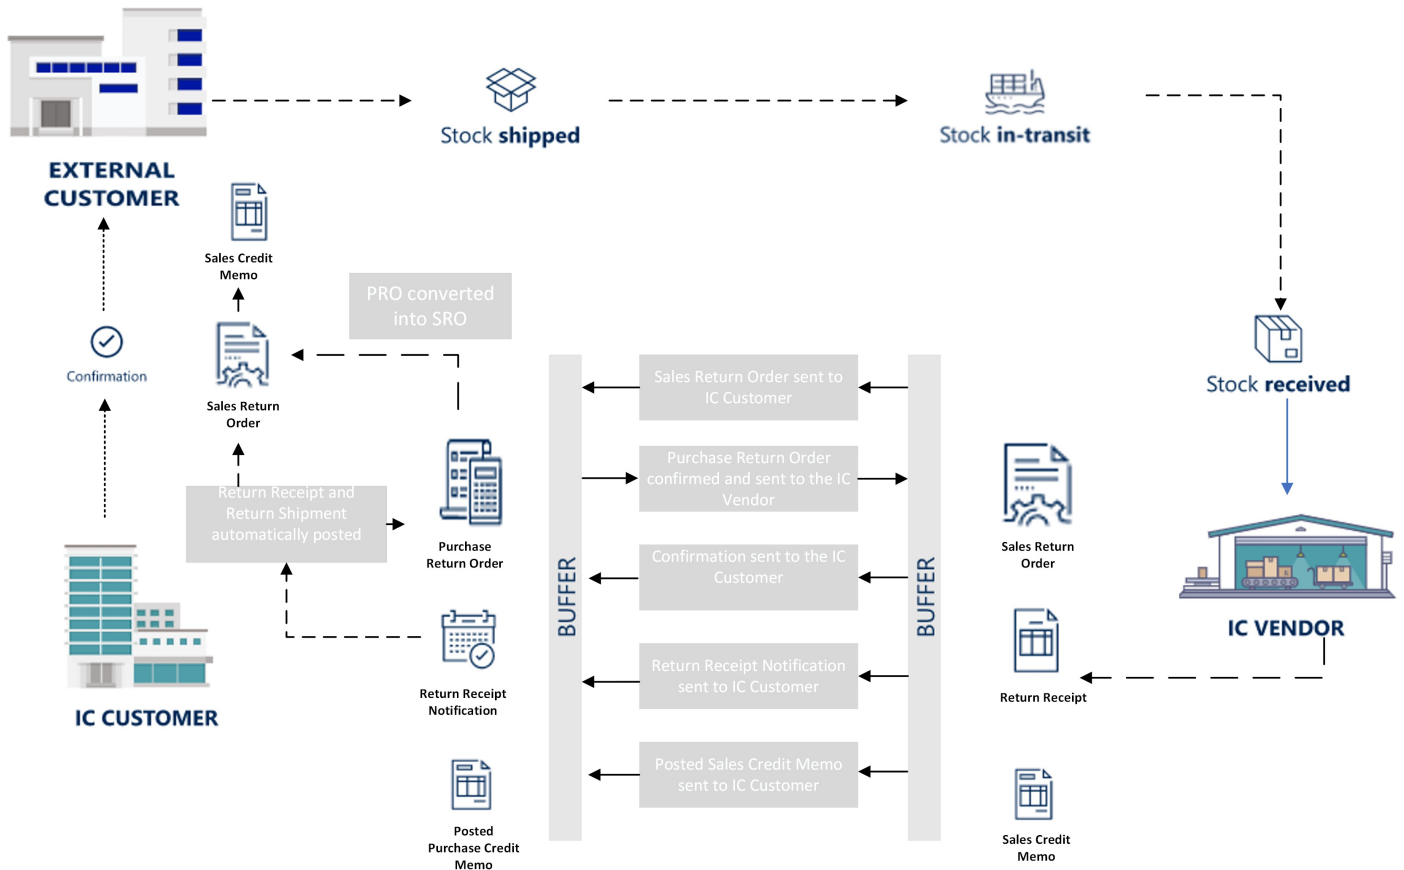 EXTERNAL
CUSTOMER
Stock shipped
Stock in-transit
Sales Credit
Memo
PRO converted
into SRO
Confirmation
Sales Return
Order
Stock received
Sales Return Order sent to
IC Customer
Purchase Return Order
confirmed and sent to the IC
Vendor
Return Receipt and
Return Shipment
automatically posted
Purchase
Return Order
Sales Return
Order
Confirmation sent to the IC
Customer
BUFFER
BUFFER
IC VENDOR
Return Receipt Notification
sent to IC Customer
Return Receipt
Notification
Return Receipt
IC CUSTOMER
Posted Sales Credit Memo
sent to IC Customer
Posted
Purchase Credit
Memo
Sales Credit
Memo